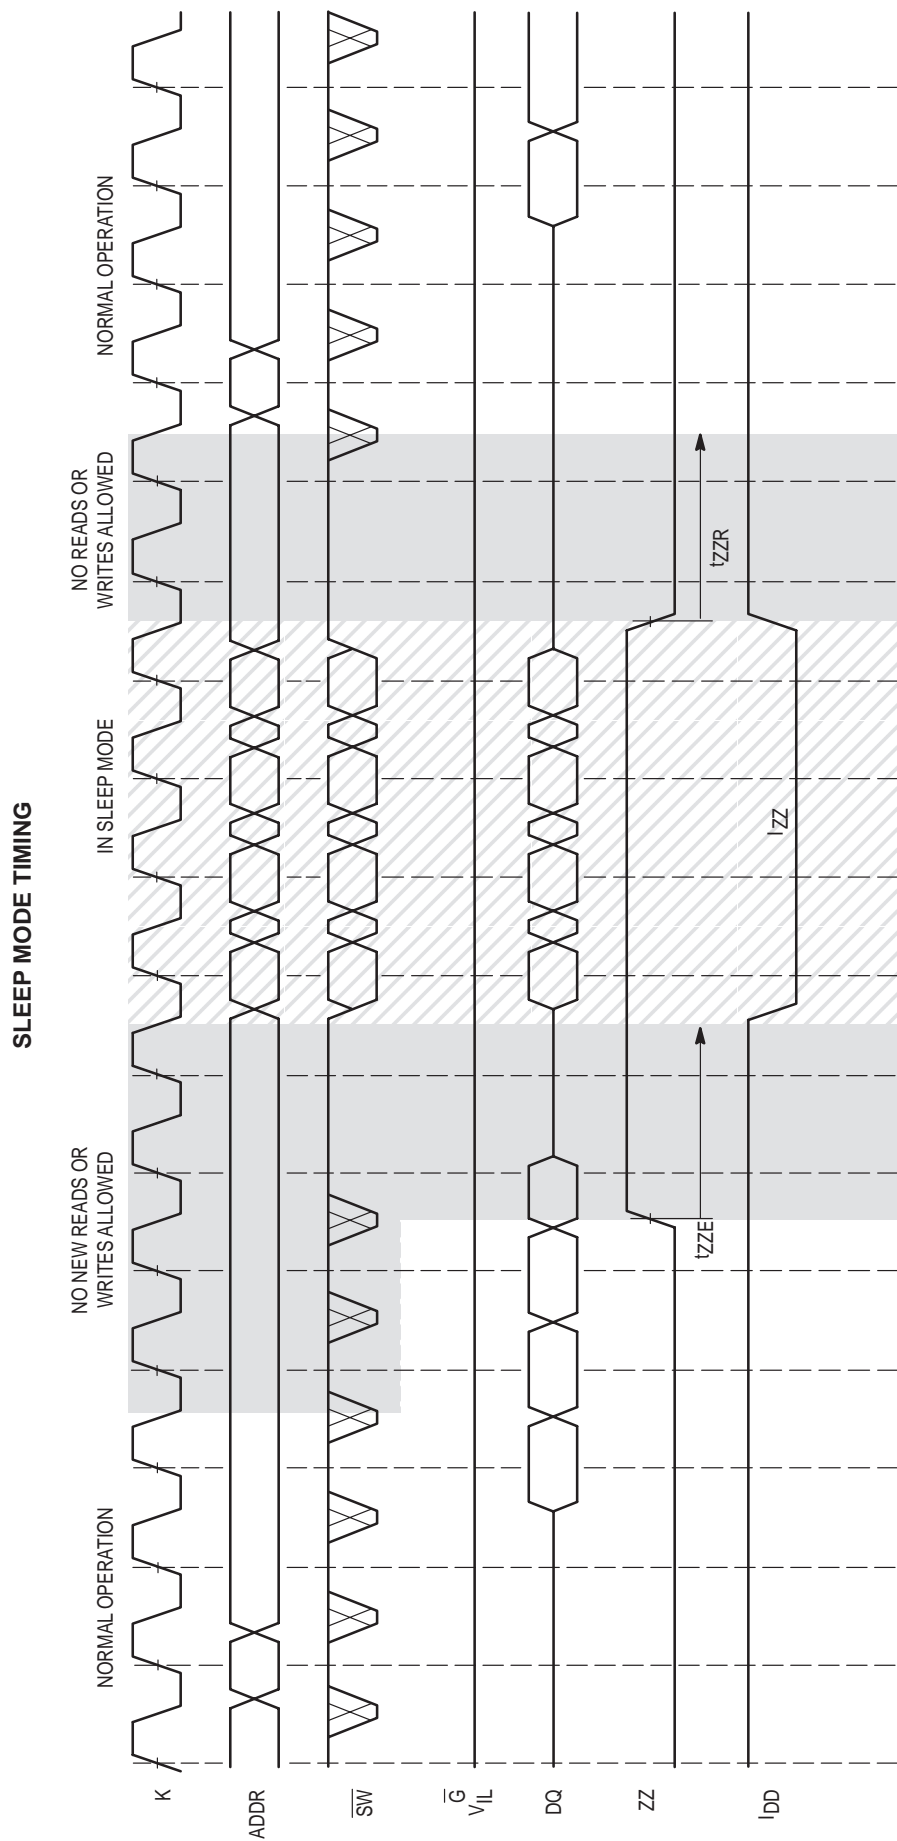 SLEEP MODE TIMING
NORMAL OPERATION
NO NEW READS OR
WRITES ALLOWED
IN SLEEP MODE
NO READS OR
WRITES ALLOWED
NORMAL OPERATION
K
ADDR
S̅W̅
G̅
VIL
DQ
ZZ
tZZE
tZZR
IDD
IZZ